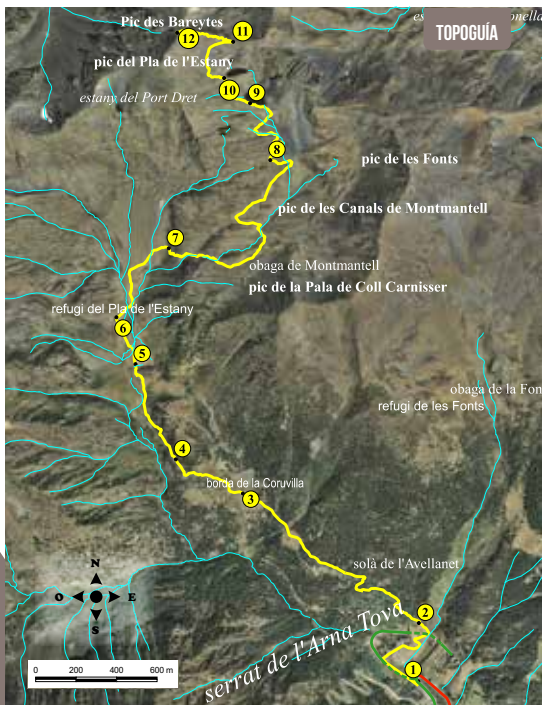 es
onella
TOPOGUÍA
Pic des Bareytes
12
11
pic del Pla de l'Estany
10
9
estany del Port Dret
8
pic de les Fonts
pic de les Canals de Montmantell
7
obaga de Montmantell
pic de la Pala de Coll Carnisser
refugi del Pla de l'Estany
6
5
obaga de la Fon
refugi de les Fonts
4
borda de la Coruvilla
3
solà de l'Avellanet
N
O E
S
2
serrat de l'Arna Tova
1
0 200 400 600 m